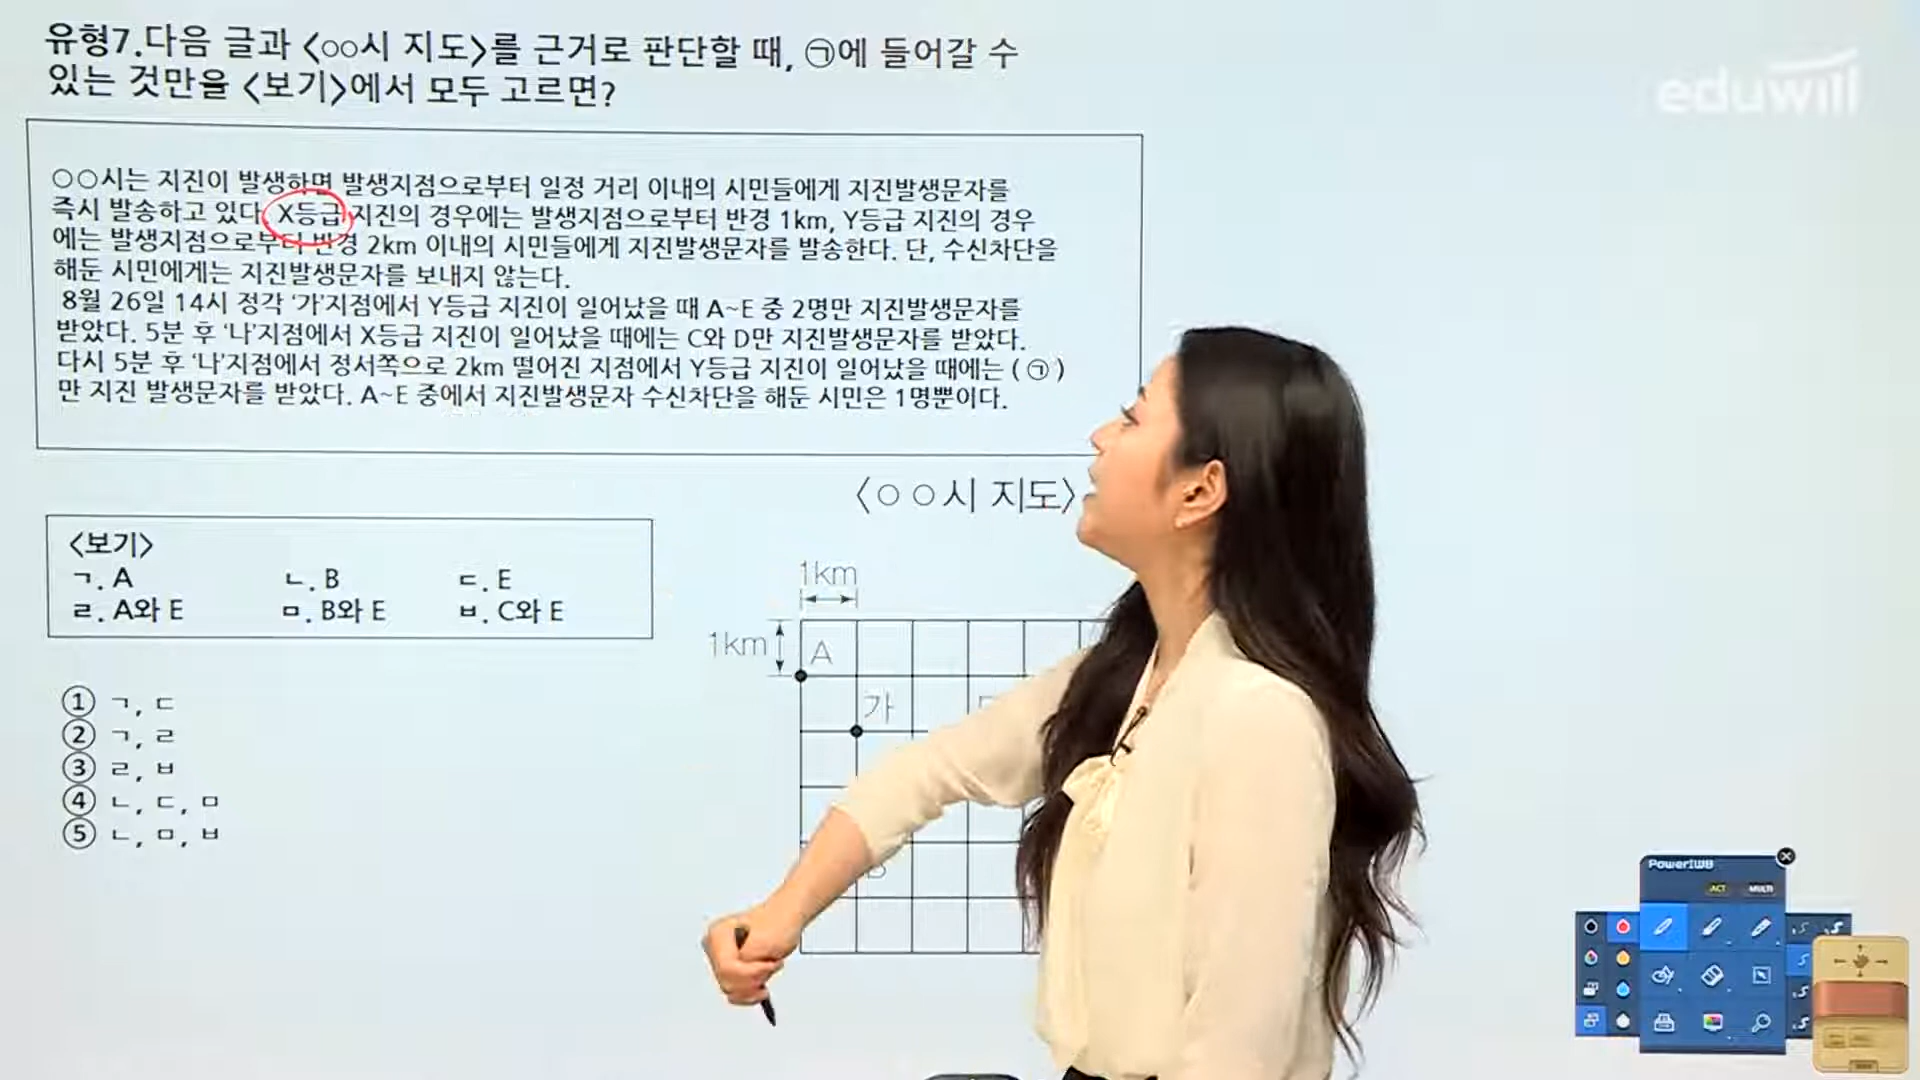 유형7.다음 글과 <○○시 지도>를 근거로 판단할 때, ㉠에 들어갈 수
있는 것만을 <보기>에서 모두 고르면?
eduwill
○○시는 지진이 발생하면 발생지점으로부터 일정 거리 이내의 시민들에게 지진발생문자를
즉시 발송하고 있다. X등급 지진의 경우에는 발생지점으로부터 반경 1km, Y등급 지진의 경우
에는 발생지점으로부터 반경 2km 이내의 시민들에게 지진발생문자를 발송한다. 단, 수신차단을
해둔 시민에게는 지진발생문자를 보내지 않는다.
8월 26일 14시 정각 '가'지점에서 Y등급 지진이 일어났을 때 A~E 중 2명만 지진발생문자를
받았다. 5분 후 '나'지점에서 X등급 지진이 일어났을 때에는 C와 D만 지진발생문자를 받았다.
다시 5분 후 '나'지점에서 정서쪽으로 2km 떨어진 지점에서 Y등급 지진이 일어났을 때에는 ( ㉠ )
만 지진 발생문자를 받았다. A~E 중에서 지진발생문자 수신차단을 해둔 시민은 1명뿐이다.
<○ ○시 지도>
<보기>
ㄱ. A ㄴ. B ㄷ. E
ㄹ. A와 E ㅁ. B와 E ㅂ. C와 E
1km
1km
A
가
① ㄱ, ㄷ
② ㄱ, ㄹ
③ ㄹ, ㅂ
④ ㄴ, ㄷ, ㅁ
⑤ ㄴ, ㅁ, ㅂ
PowerIWB
ACT MULTI